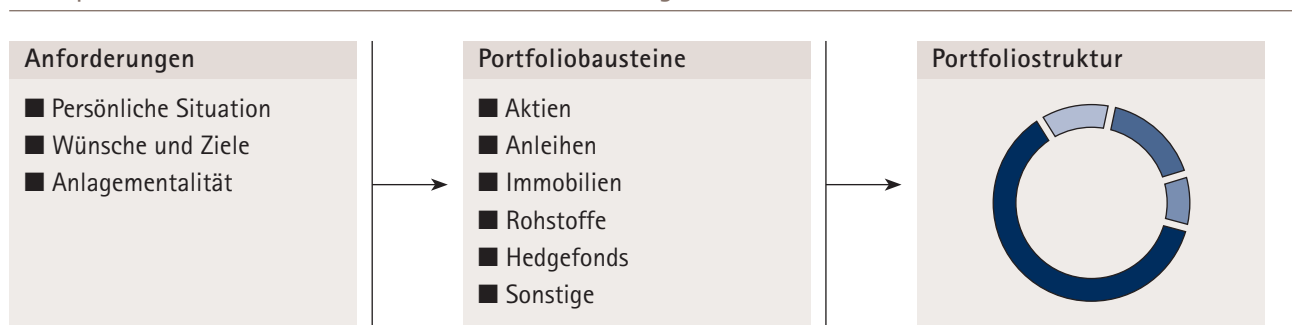 Anforderungen
■ Persönliche Situation
■ Wünsche und Ziele
■ Anlagementalität
Portfoliobausteine
■ Aktien
■ Anleihen
■ Immobilien
■ Rohstoffe
■ Hedgefonds
■ Sonstige
Portfoliostruktur